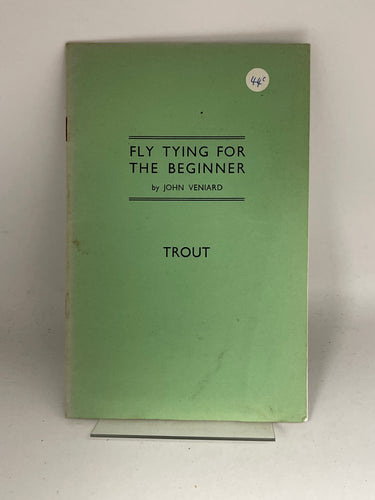 44c
FLY TYING FOR
THE BEGINNER
by JOHN VENIARD
TROUT